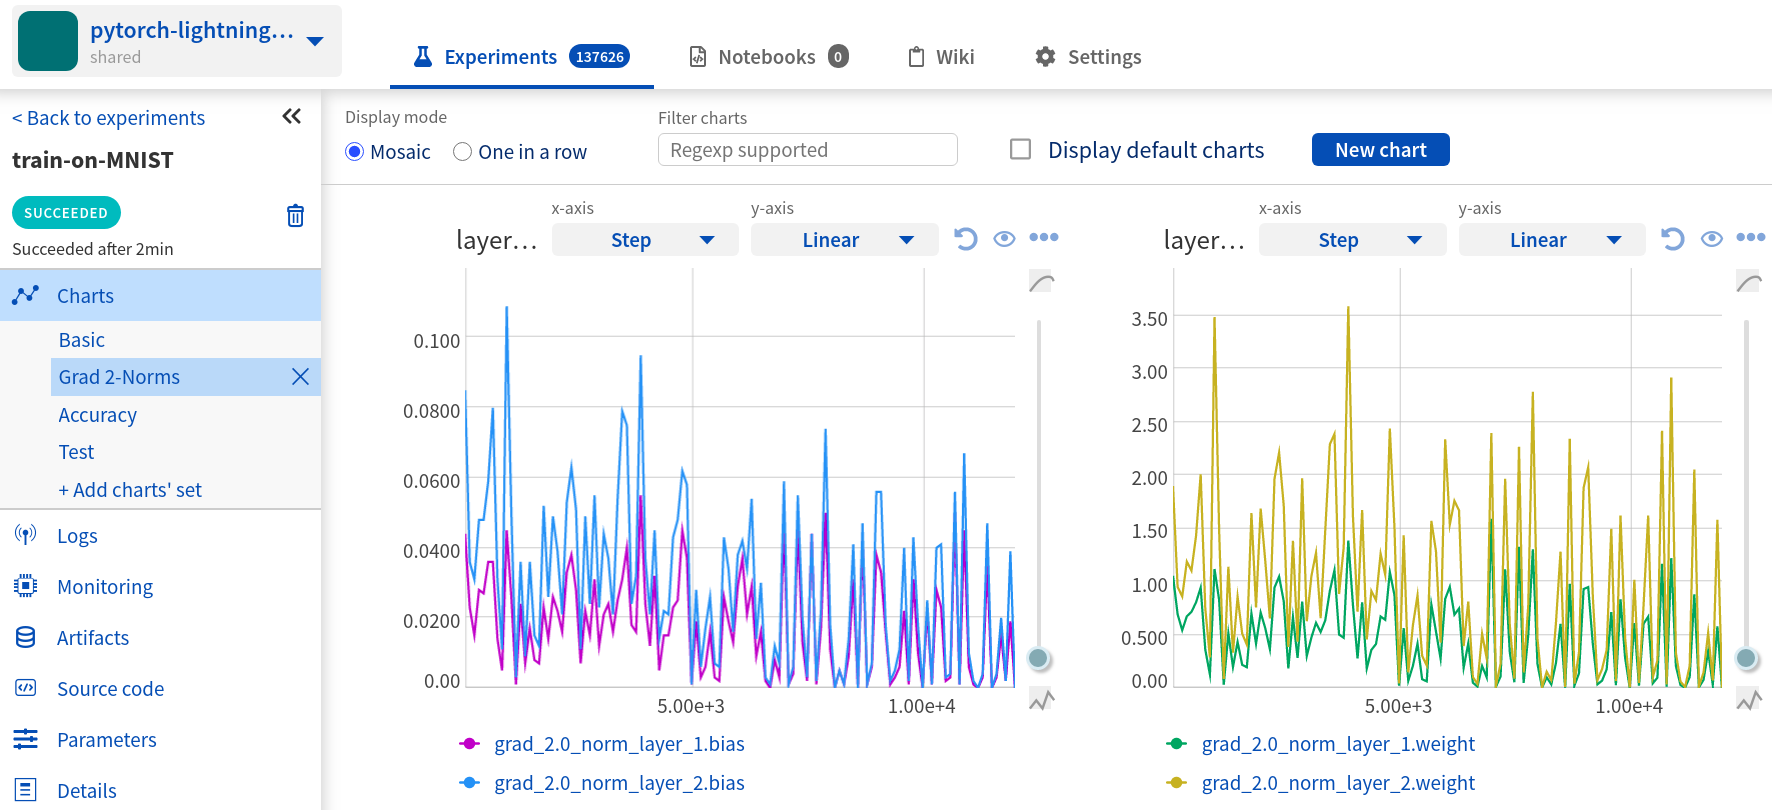 pytorch-lightning...
shared
Experiments 137626
Notebooks 0
Wiki
Settings
< Back to experiments
train-on-MNIST
SUCCEEDED
Succeeded after 2min
Charts
Basic
Grad 2-Norms
Accuracy
Test
+ Add charts' set
Logs
Monitoring
Artifacts
Source code
Parameters
Details
Display mode
Mosaic
One in a row
Filter charts
Regexp supported
Display default charts
New chart
layer...
x-axis
Step
y-axis
Linear
0.100
0.0800
0.0600
0.0400
0.0200
0.00
5.00e+3
1.00e+4
grad_2.0_norm_layer_1.bias
grad_2.0_norm_layer_2.bias
layer...
x-axis
Step
y-axis
Linear
3.50
3.00
2.50
2.00
1.50
1.00
0.500
0.00
5.00e+3
1.00e+4
grad_2.0_norm_layer_1.weight
grad_2.0_norm_layer_2.weight